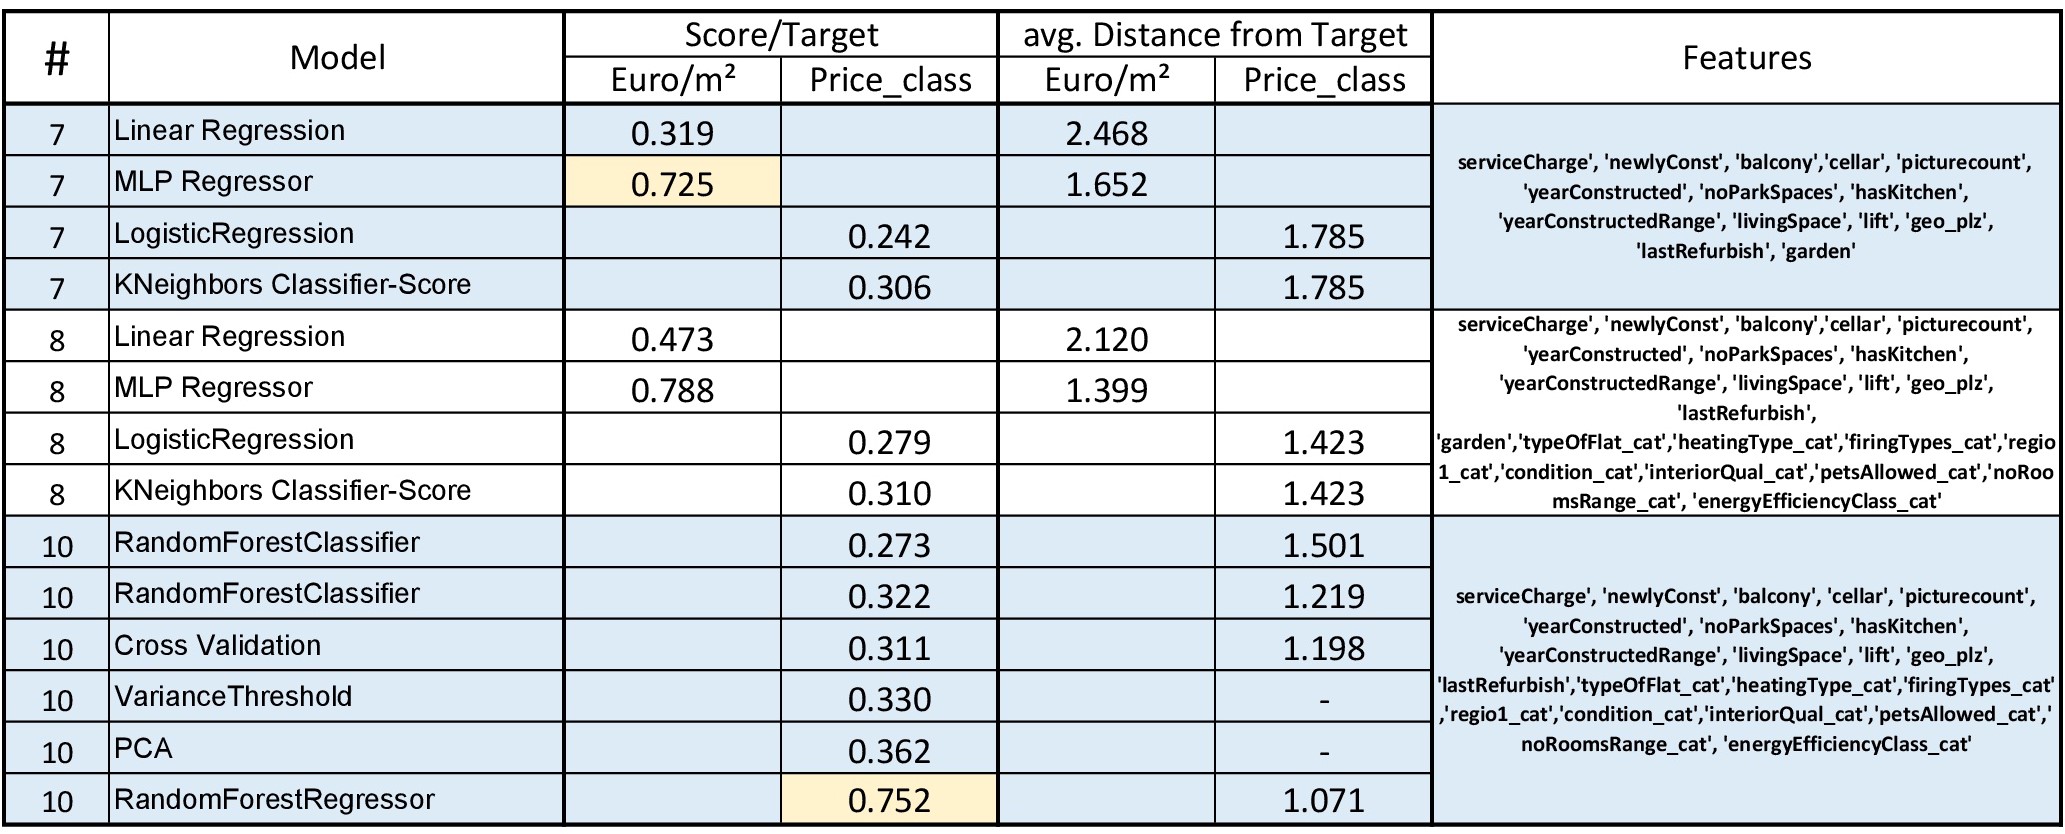 # Model Score/Target avg. Distance from Target Features
Euro/m² Price_class Euro/m² Price_class
7 Linear Regression 0.319 2.468
7 MLP Regressor 0.725 1.652
7 LogisticRegression 0.242 1.785
7 KNeighbors Classifier-Score 0.306 1.785
serviceCharge', 'newlyConst', 'balcony','cellar', 'picturecount',
'yearConstructed', 'noParkSpaces', 'hasKitchen',
'yearConstructedRange', 'livingSpace', 'lift', 'geo_plz',
'lastRefurbish', 'garden'
8 Linear Regression 0.473 2.120
8 MLP Regressor 0.788 1.399
8 LogisticRegression 0.279 1.423
8 KNeighbors Classifier-Score 0.310 1.423
serviceCharge', 'newlyConst', 'balcony','cellar', 'picturecount',
'yearConstructed', 'noParkSpaces', 'hasKitchen',
'yearConstructedRange', 'livingSpace', 'lift', 'geo_plz',
'lastRefurbish',
'garden','typeOfFlat_cat','heatingType_cat','firingTypes_cat','regio
1_cat','condition_cat','interiorQual_cat','petsAllowed_cat','noRoo
msRange_cat', 'energyEfficiencyClass_cat'
10 RandomForestClassifier 0.273 1.501
10 RandomForestClassifier 0.322 1.219
10 Cross Validation 0.311 1.198
10 VarianceThreshold 0.330 -
10 PCA 0.362 -
10 RandomForestRegressor 0.752 1.071
serviceCharge', 'newlyConst', 'balcony', 'cellar', 'picturecount',
'yearConstructed', 'noParkSpaces', 'hasKitchen',
'yearConstructedRange', 'livingSpace', 'lift', 'geo_plz',
'lastRefurbish','typeOfFlat_cat','heatingType_cat','firingTypes_cat'
,'regio1_cat','condition_cat','interiorQual_cat','petsAllowed_cat','
noRoomsRange_cat', 'energyEfficiencyClass_cat'